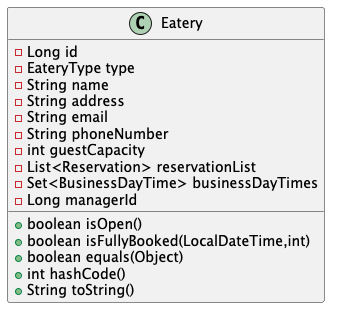 C Eatery
Long id
EateryType type
String name
String address
String email
String phoneNumber
int guestCapacity
List<Reservation> reservationList
Set<BusinessDayTime> businessDayTimes
Long managerId
boolean isOpen()
boolean isFullyBooked(LocalDateTime,int)
boolean equals(Object)
int hashCode()
String toString()